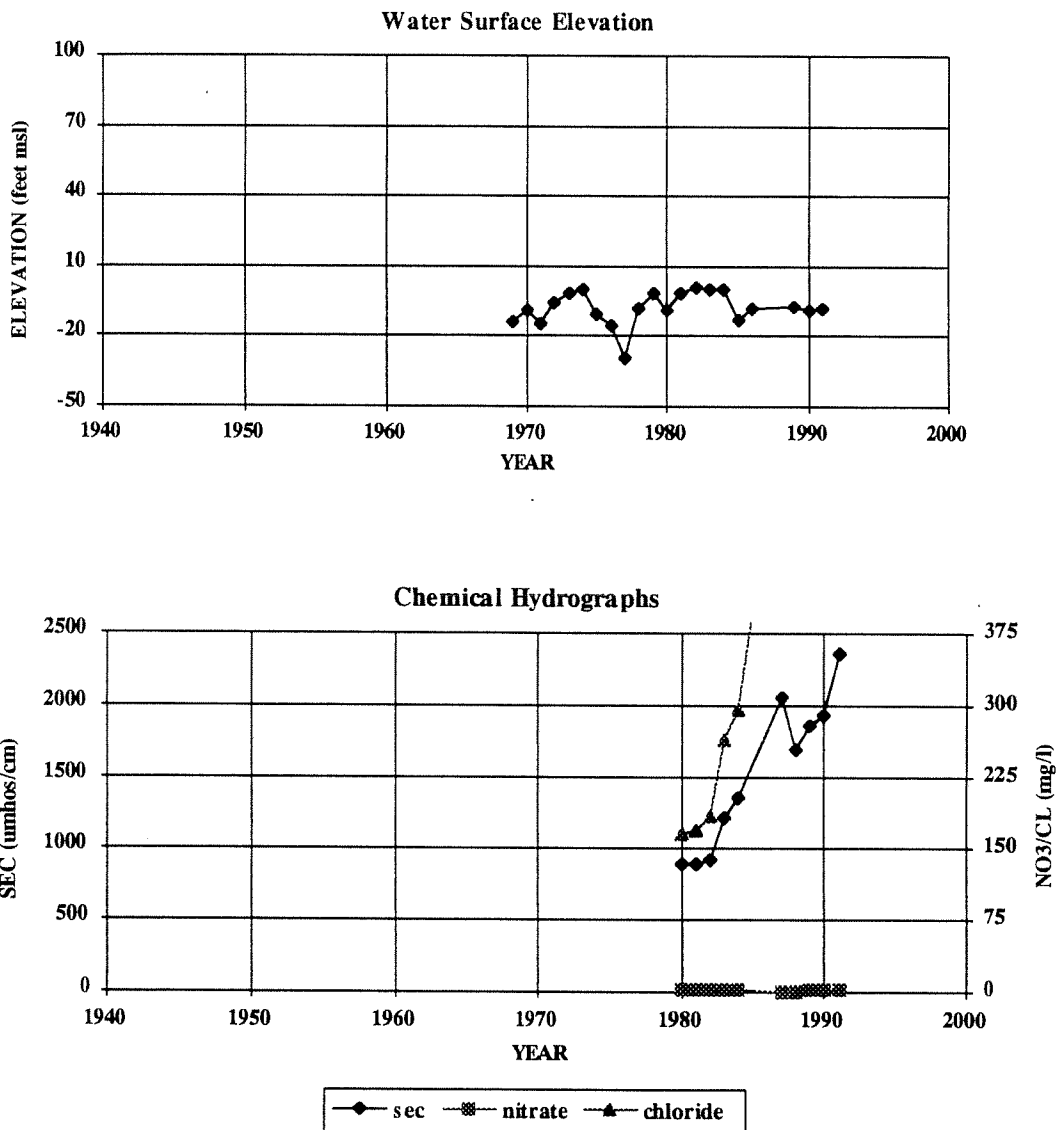 Water Surface Elevation
ELEVATION (feet msl)
100
70
40
10
-20
-50
1940 1950 1960 1970 1980 1990 2000
YEAR
Chemical Hydrographs
SEC (umhos/cm)
2500
2000
1500
1000
500
0
375
300
225
150
75
0
NO3/CL (mg/l)
1940 1950 1960 1970 1980 1990 2000
YEAR
sec nitrate chloride